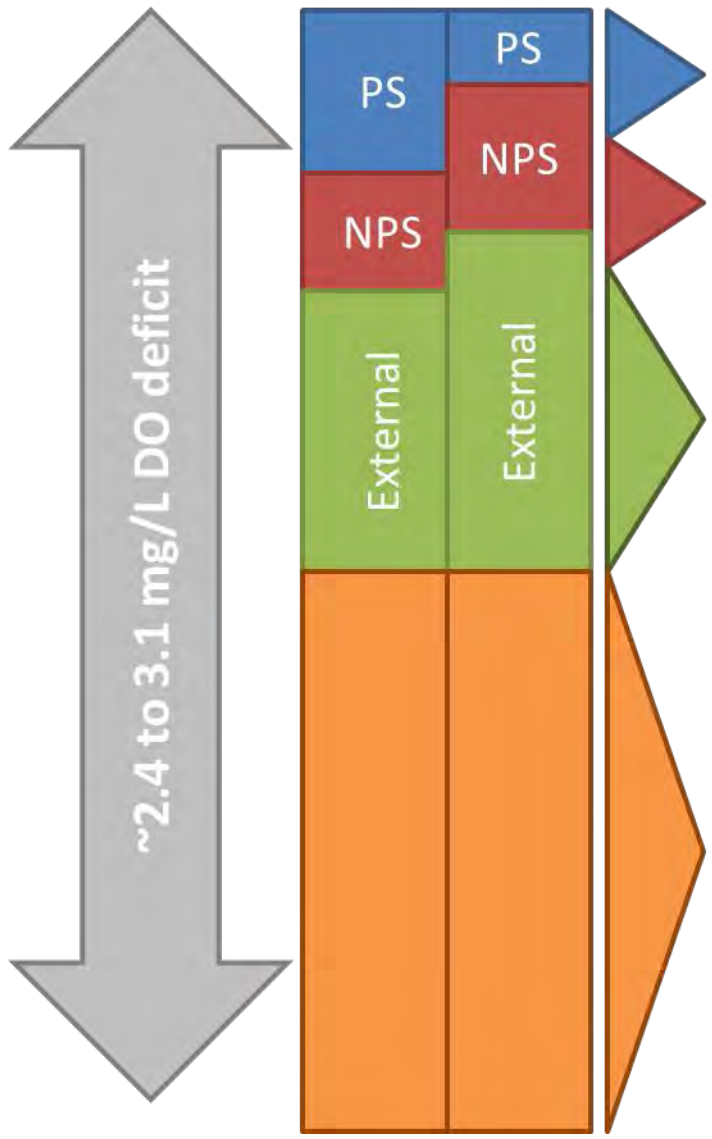 ~2.4 to 3.1 mg/L DO deficit
PS
NPS
External
PS
NPS
External